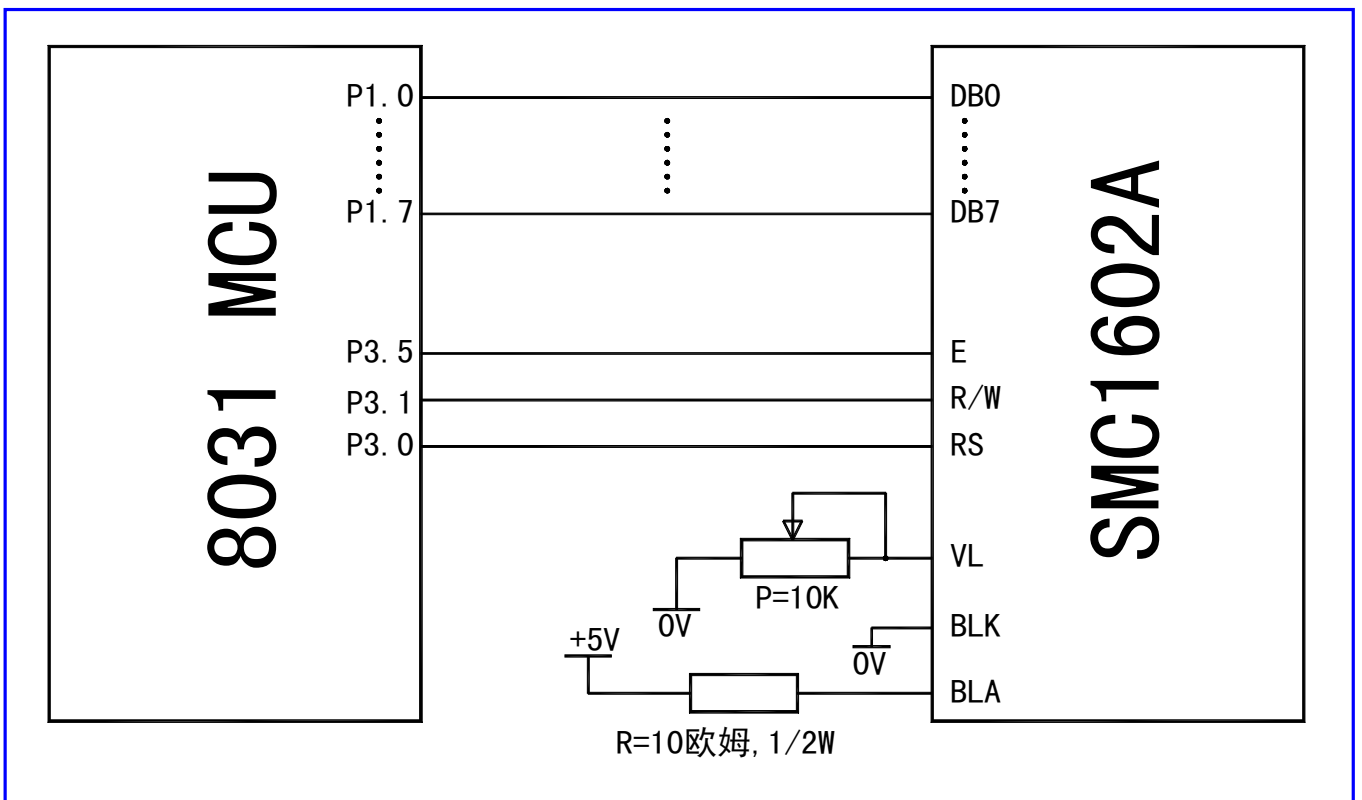 8031 MCU
SMC1602A
P1.0
DB0
P1.7
DB7
P3.5
E
P3.1
R/W
P3.0
RS
VL
P=10K
0V
BLK
0V
+5V
BLA
R=10欧姆,1/2W